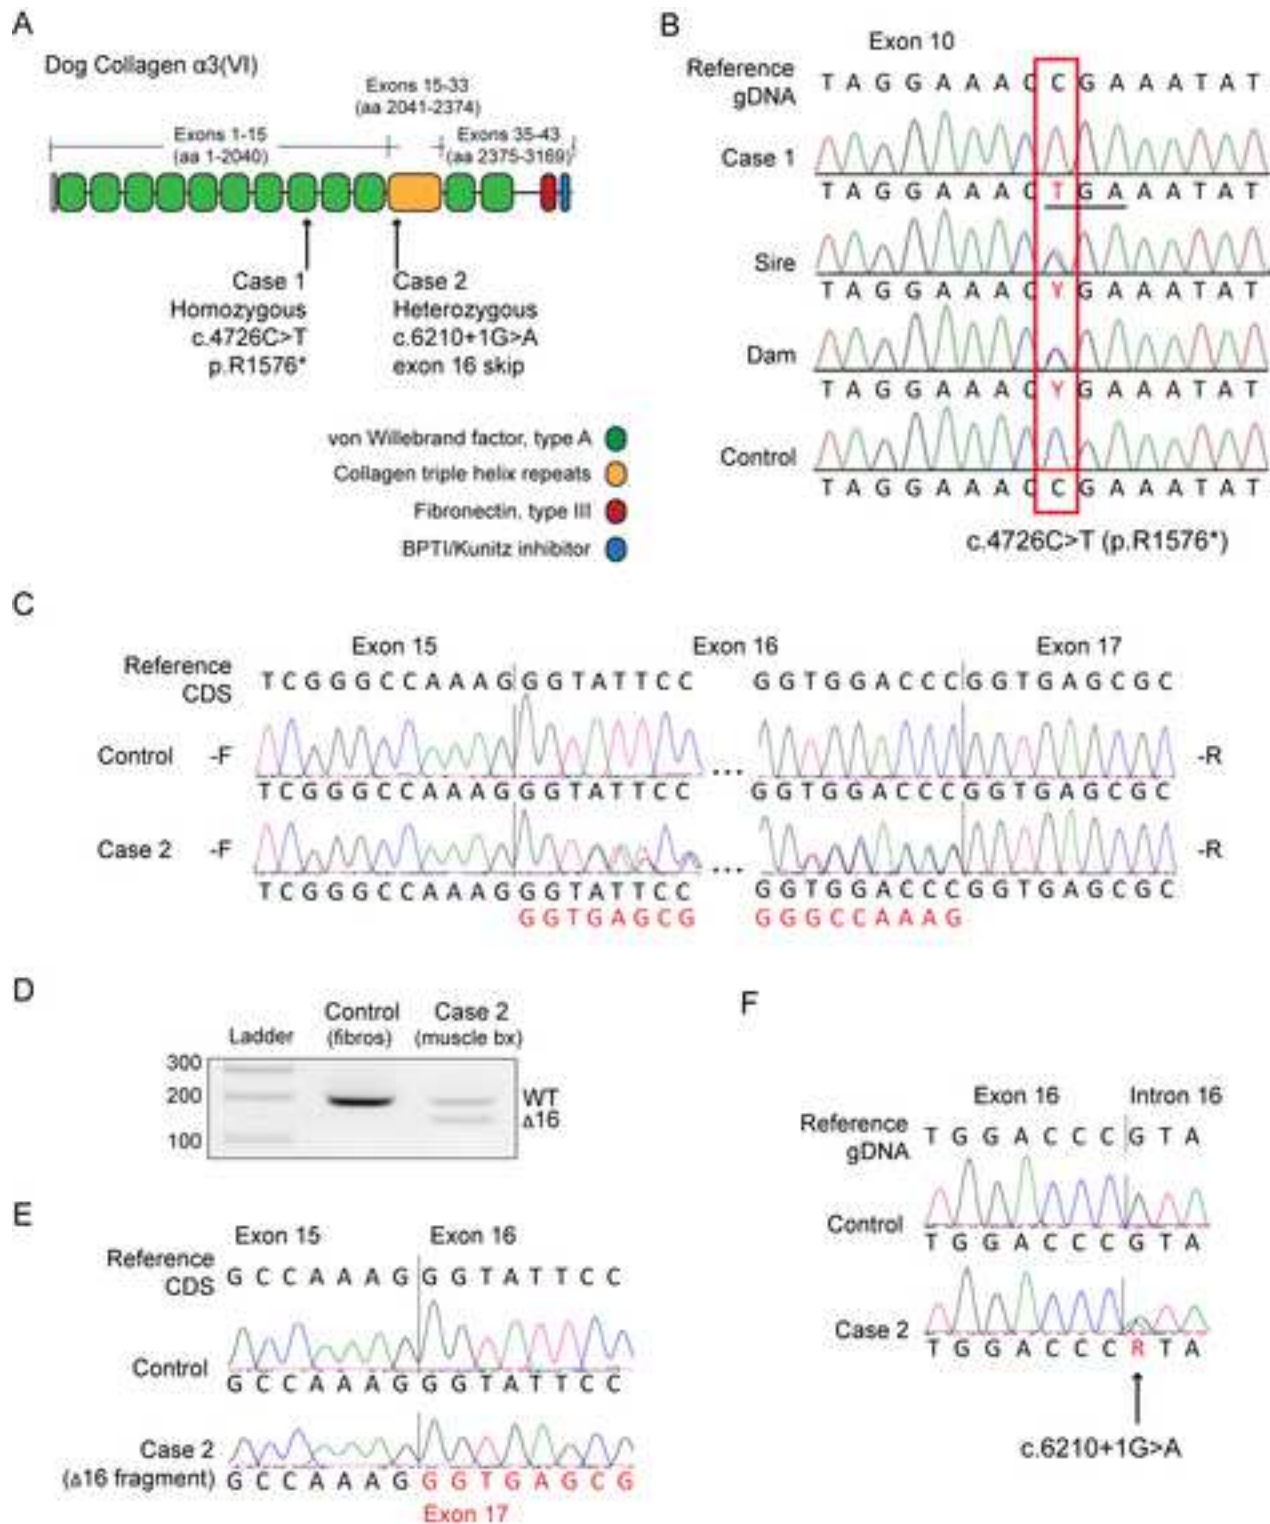 A
Dog Collagen α3(VI)
Exons 15-33
(aa 2041-2374)
Exons 1-15
(aa 1-2040)
Exons 35-43
(aa 2375-3169)
Case 1
Homozygous
c.4726C>T
p.R1576*
Case 2
Heterozygous
c.6210+1G>A
exon 16 skip
von Willebrand factor, type A
Collagen triple helix repeats
Fibronectin, type III
BPTI/Kunitz inhibitor
B
Exon 10
Reference
gDNA
T A G G A A A C C G A A A T A T
Case 1
T A G G A A A C T G A A A T A T
Sire
T A G G A A A C Y G A A A T A T
Dam
T A G G A A A C Y G A A A T A T
Control
T A G G A A A C C G A A A T A T
c.4726C>T (p.R1576*)
C
Exon 15 Exon 16 Exon 17
Reference
CDS
T C G G G C C A A A G G G T A T T C C G G T G G A C C C G G T G A G C G C
Control -F ... -R
T C G G G C C A A A G G G T A T T C C G G T G G A C C C G G T G A G C G C
Case 2 -F ... -R
T C G G G C C A A A G G G T A T T C C G G T G G A C C C G G T G A G C G C
G G T G A G C G G G G C C A A A G
D
Ladder
Control
(fibros)
Case 2
(muscle bx)
300
200
100
WT
Δ16
E
Exon 15 Exon 16
Reference
CDS
G C C A A A G G G T A T T C C
Control
G C C A A A G G G T A T T C C
Case 2
(Δ16 fragment)
G C C A A A G G G T G A G C G
Exon 17
F
Exon 16 Intron 16
Reference
gDNA
T G G A C C C G T A
Control
T G G A C C C G T A
Case 2
T G G A C C C R T A
c.6210+1G>A